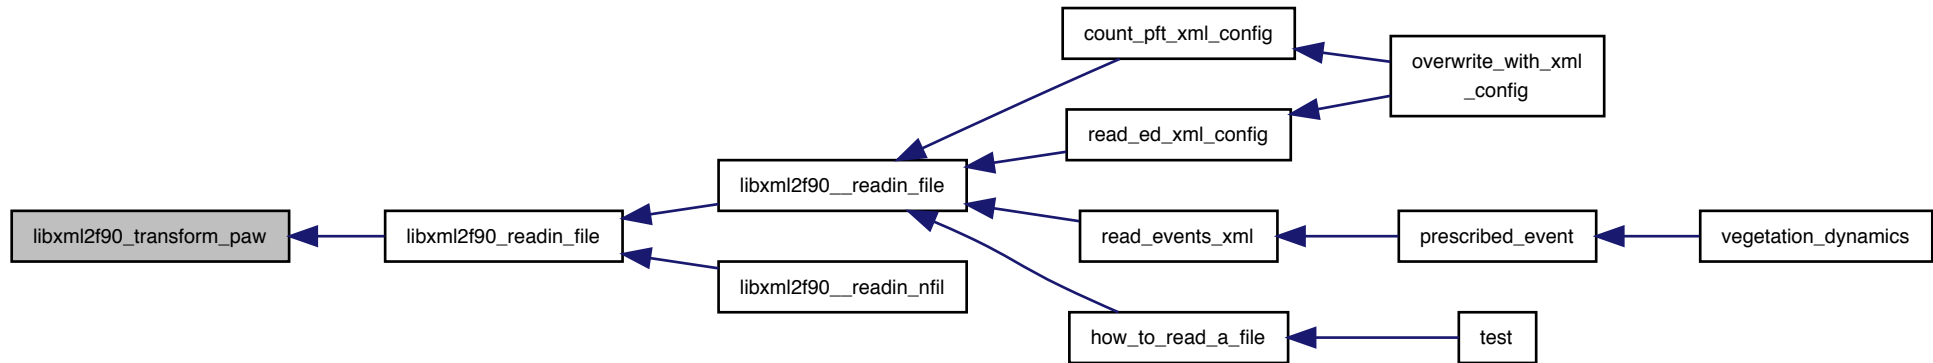 count_pft_xml_config
overwrite_with_xml
_config
read_ed_xml_config
libxml2f90__readin_file
libxml2f90_transform_paw
libxml2f90_readin_file
read_events_xml
prescribed_event
vegetation_dynamics
libxml2f90__readin_nfil
how_to_read_a_file
test